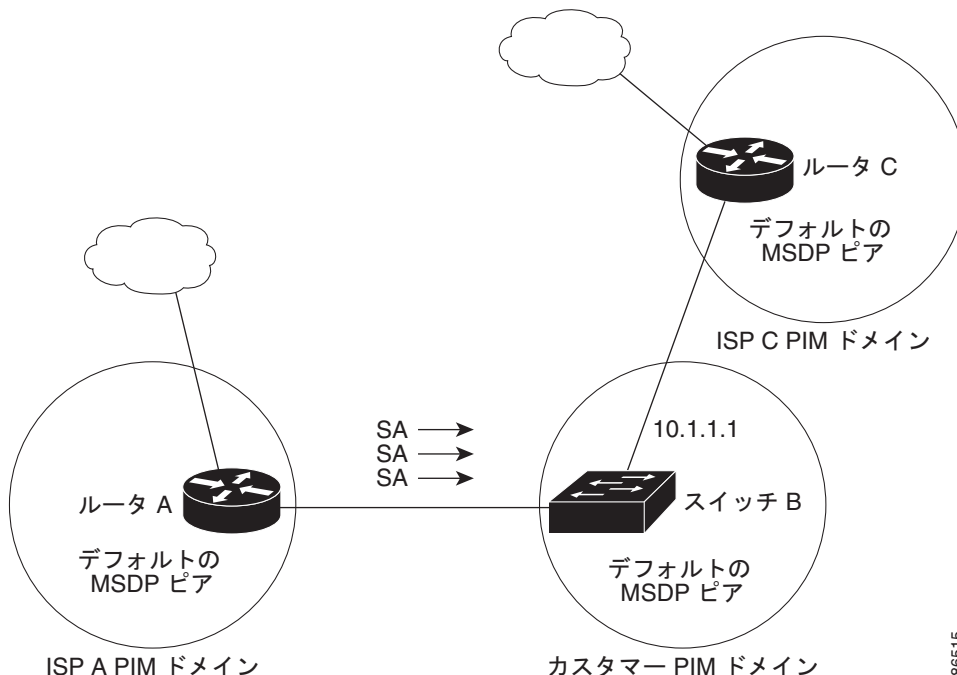 ルータ C
デフォルトの
MSDP ピア
ISP C PIM ドメイン
SA
SA
SA
10.1.1.1
ルータ A
スイッチ B
デフォルトの
MSDP ピア
デフォルトの
MSDP ピア
ISP A PIM ドメイン
カスタマー PIM ドメイン
86515